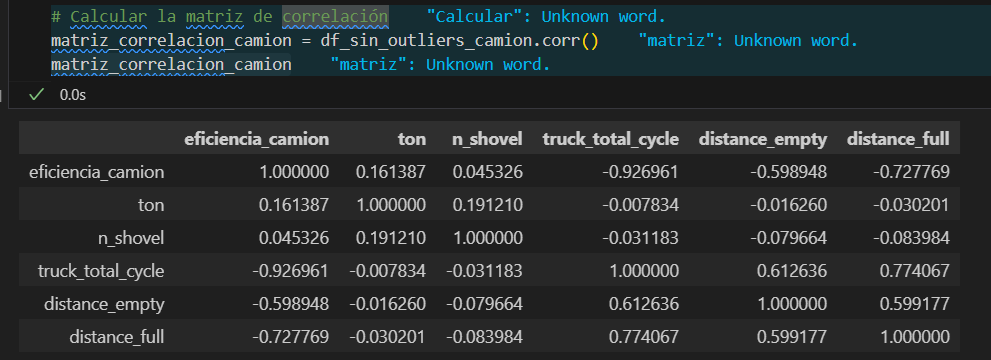 # Calcular la matriz de correlación "Calcular": Unknown word.
matriz_correlacion_camion = df_sin_outliers_camion.corr() "matriz": Unknown word.
matriz_correlacion_camion "matriz": Unknown word.
✓ 0.0s
eficiencia_camion ton n_shovel truck_total_cycle distance_empty distance_full
eficiencia_camion 1.000000 0.161387 0.045326 -0.926961 -0.598948 -0.727769
ton 0.161387 1.000000 0.191210 -0.007834 -0.016260 -0.030201
n_shovel 0.045326 0.191210 1.000000 -0.031183 -0.079664 -0.083984
truck_total_cycle -0.926961 -0.007834 -0.031183 1.000000 0.612636 0.774067
distance_empty -0.598948 -0.016260 -0.079664 0.612636 1.000000 0.599177
distance_full -0.727769 -0.030201 -0.083984 0.774067 0.599177 1.000000